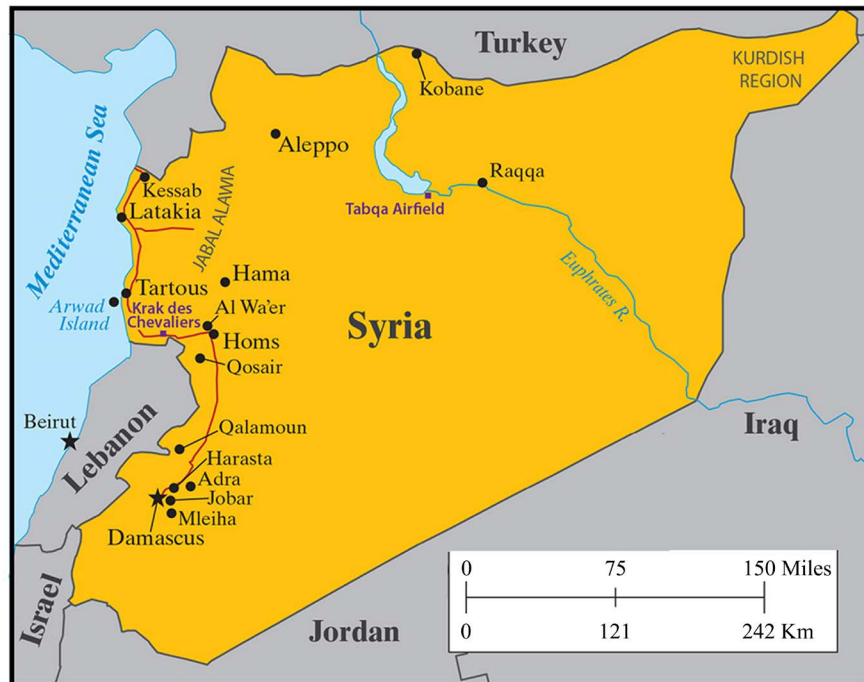 Turkey
KURDISH
REGION
Kobane
Aleppo
Mediterranean Sea
Kessab
Raqqa
Tabqa Airfield
Latakia
JABAL ALAWIA
Hama
Euphrates R.
Tartous
Arwad
Island
Krak des
Chevaliers
Al Wa'er
Syria
Homs
Qosair
Beirut
Lebanon
Iraq
Qalamoun
Harasta
Adra
Jobar
Mleiha
Damascus
Israel
Jordan
0 75 150 Miles
0 121 242 Km